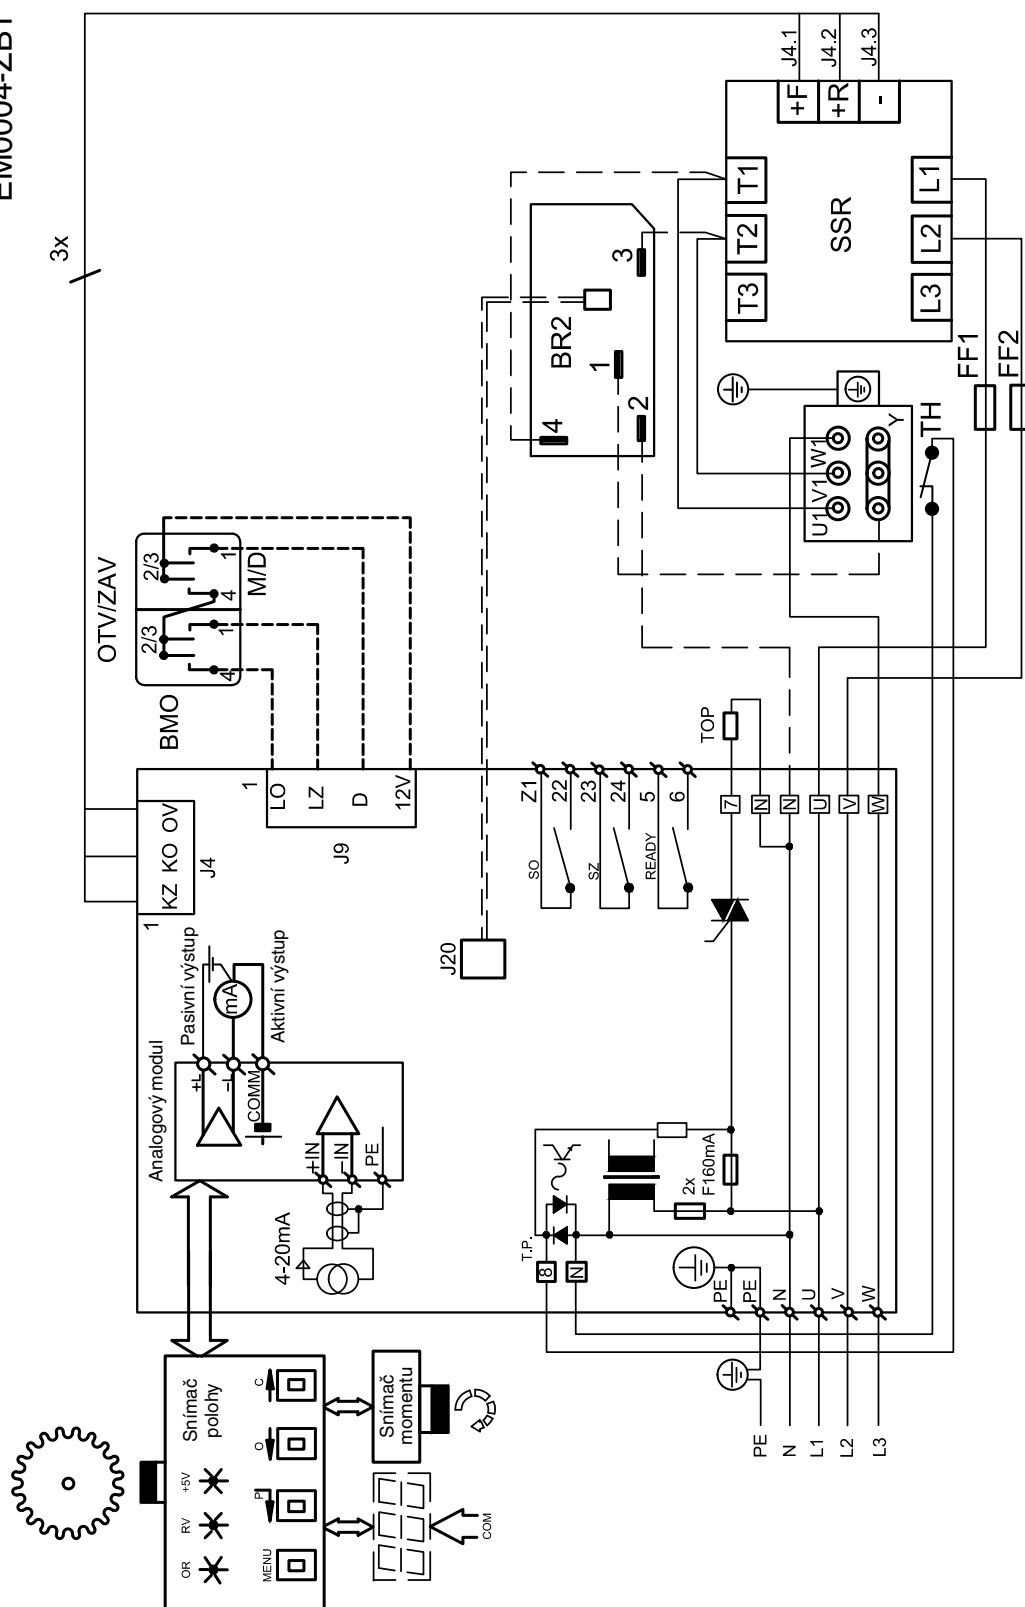 EM0004-ZB1
3x
J4.1
J4.2
J4.3
+F
+R
-
T1
T2
T3
SSR
L1
L2
L3
FF1
FF2
BR2
1
2
3
4
U1
V1
W1
Y
TH
OTV/ZAV
2/3
2/3
1
4
1
4
M/D
BMO
1
LO
LZ
D
12V
J9
1
KZ KO OV
J4
J20
Z1
22
23
24
5
6
SO
SZ
READY
TOP
7
N
N
U
V
W
Analogový modul
Pasivní výstup
Aktivní výstup
mA
+L
−L
COMM
+IN
−IN
PE
4-20mA
T.P.
8
N
2x
F160mA
PE
PE
N
U
V
W
PE
N
L1
L2
L3
Snímač
polohy
+5V
RV
OR
MENU
P
O
C
Snímač
momentu
COM